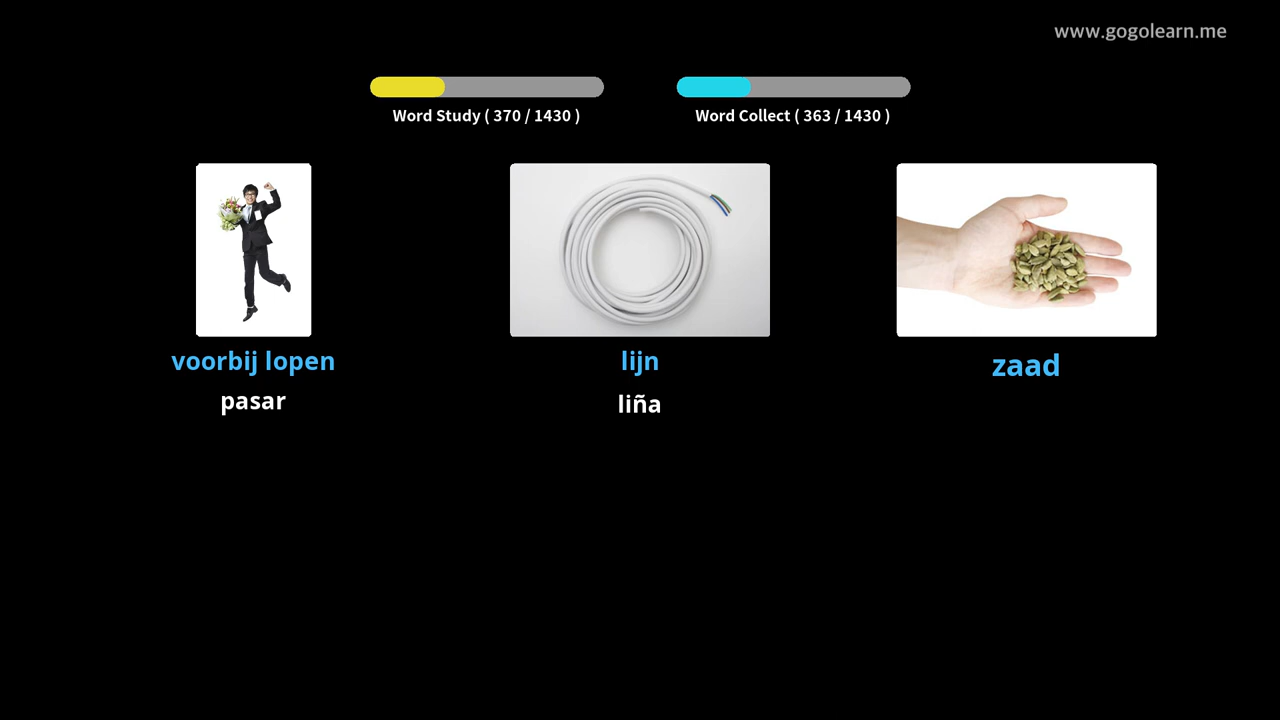 www.gogolearn.me
Word Study ( 370 / 1430 )
Word Collect ( 363 / 1430 )
voorbij lopen
lijn
zaad
pasar
liña